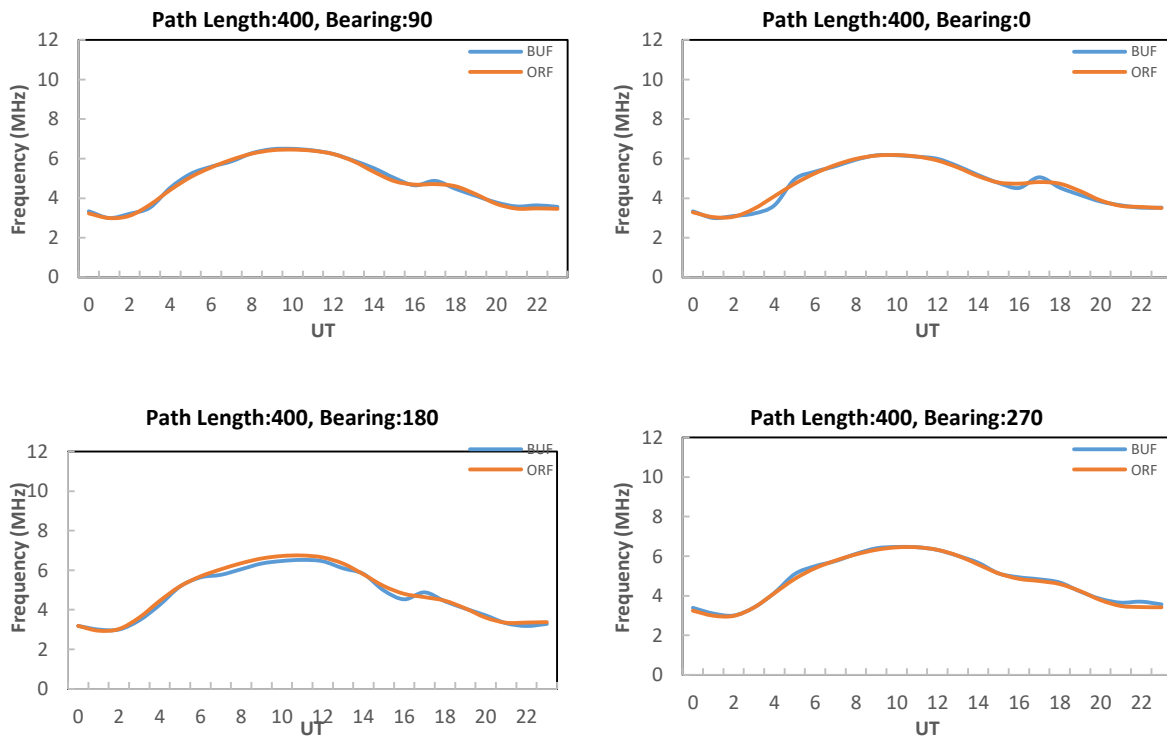 Path Length:400, Bearing:90
12
10
8
6
4
2
0
Frequency (MHz)
BUF
ORF
0 2 4 6 8 10 12 14 16 18 20 22
UT
Path Length:400, Bearing:0
12
10
8
6
4
2
0
Frequency (MHz)
BUF
ORF
0 2 4 6 8 10 12 14 16 18 20 22
UT
Path Length:400, Bearing:180
12
10
8
6
4
2
0
Frequency (MHz)
BUF
ORF
0 2 4 6 8 10 12 14 16 18 20 22
UT
Path Length:400, Bearing:270
12
10
8
6
4
2
0
Frequency (MHz)
BUF
ORF
0 2 4 6 8 10 12 14 16 18 20 22
UT